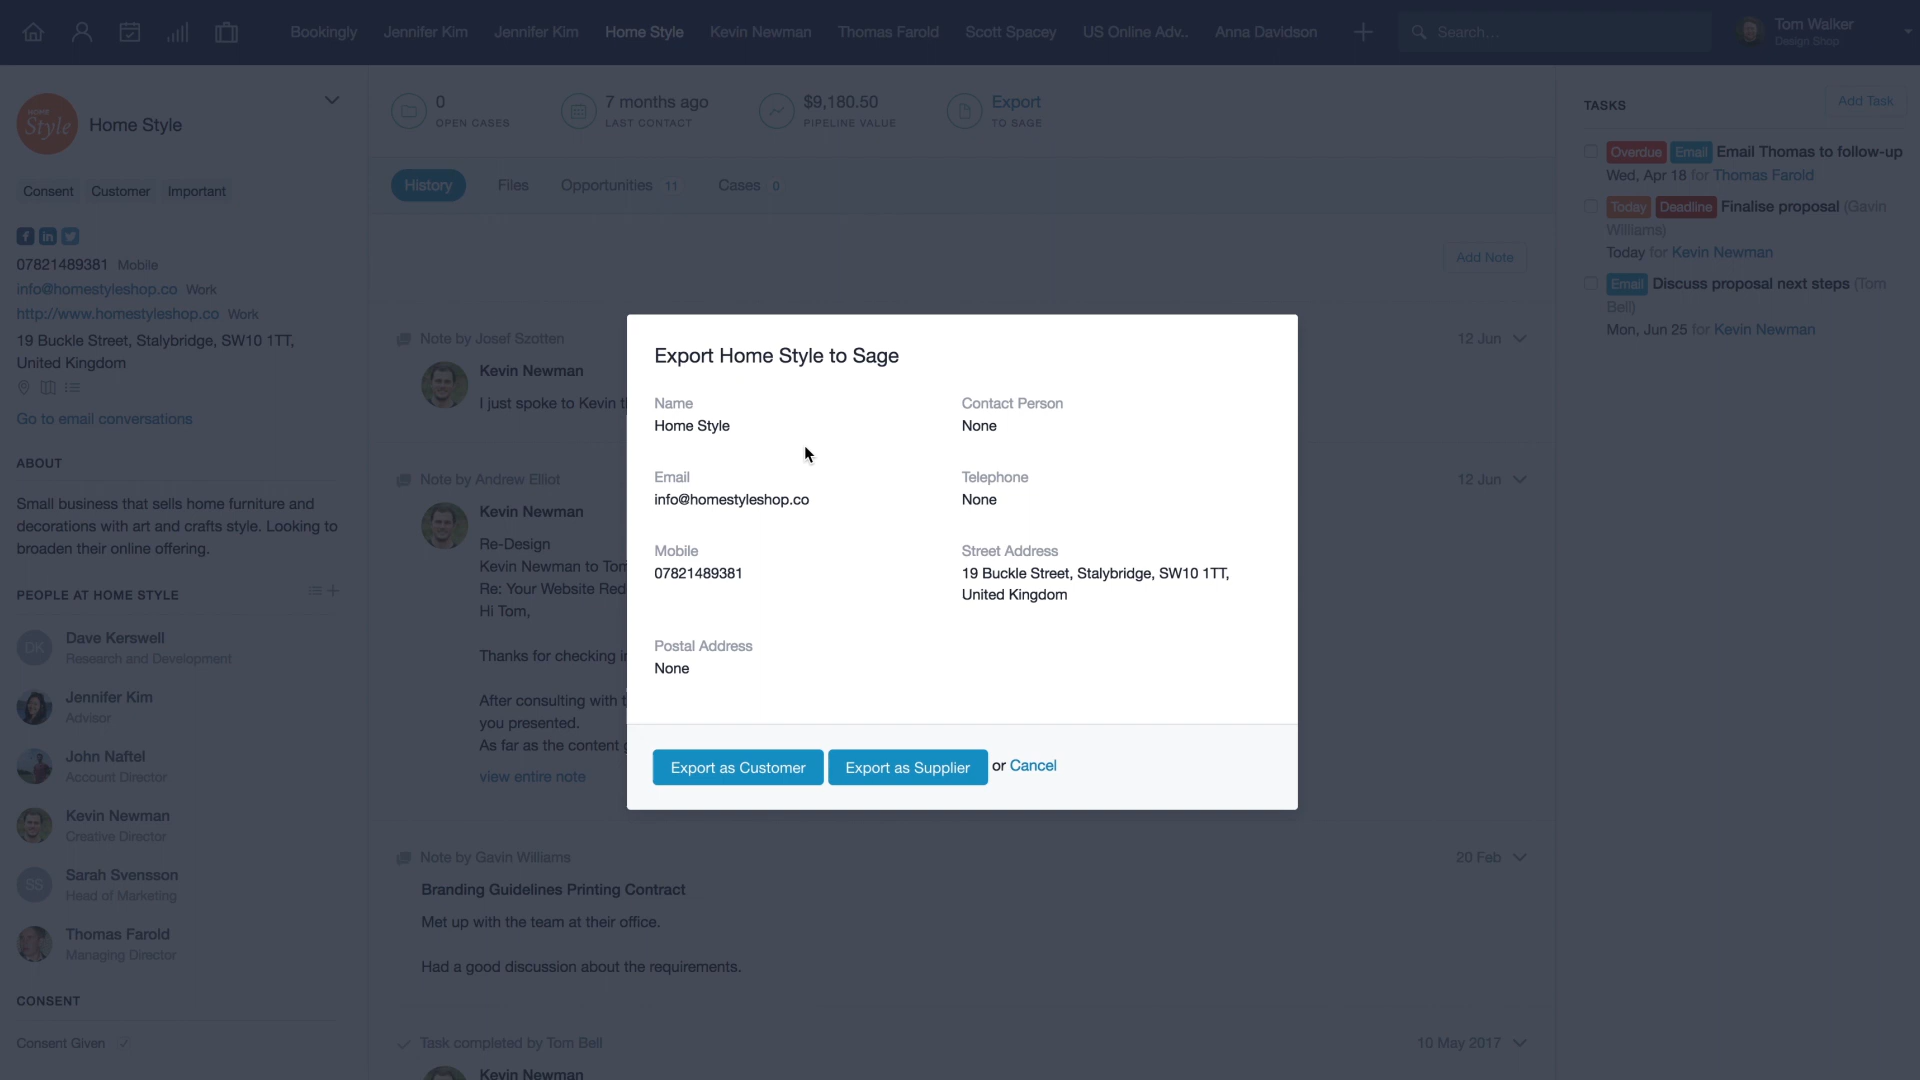 Bookingly
Jennifer Kim
Jennifer Kim
Home Style
Kevin Newman
Thomas Farold
Scott Spacey
US Online Adv..
Anna Davidson
Search...
Tom Walker
Design Shop
HOME
Style
Home Style
Consent
Customer
Important
07821489381 Mobile
info@homestyleshop.co Work
http://www.homestyleshop.co Work
19 Buckle Street, Stalybridge, SW10 1TT,
United Kingdom
Go to email conversations
ABOUT
Small business that sells home furniture and
decorations with art and crafts style. Looking to
broaden their online offering.
PEOPLE AT HOME STYLE
DK
Dave Kerswell
Research and Development
Jennifer Kim
Advisor
John Naftel
Account Director
Kevin Newman
Creative Director
SS
Sarah Svensson
Head of Marketing
Thomas Farold
Managing Director
CONSENT
Consent Given
0
OPEN CASES
7 months ago
LAST CONTACT
$9,180.50
PIPELINE VALUE
Export
TO SAGE
History
Files
Opportunities 11
Cases 0
Add Note
Note by Josef Szotten
12 Jun
Kevin Newman
I just spoke to Kevin t
Note by Andrew Elliot
12 Jun
Kevin Newman
Re-Design
Kevin Newman to Tom
Re: Your Website Red
Hi Tom,
Thanks for checking i
After consulting with t
you presented.
As far as the content g
view entire note
Note by Gavin Williams
20 Feb
Branding Guidelines Printing Contract
Met up with the team at their office.
Had a good discussion about the requirements.
Task completed by Tom Bell
10 May 2017
Kevin Newman
Export Home Style to Sage
Name
Home Style
Contact Person
None
Email
info@homestyleshop.co
Telephone
None
Mobile
07821489381
Street Address
19 Buckle Street, Stalybridge, SW10 1TT,
United Kingdom
Postal Address
None
Export as Customer
Export as Supplier
or Cancel
TASKS
Add Task
Overdue Email Email Thomas to follow-up
Wed, Apr 18 for Thomas Farold
Today Deadline Finalise proposal (Gavin
Williams)
Today for Kevin Newman
Email Discuss proposal next steps (Tom
Bell)
Mon, Jun 25 for Kevin Newman